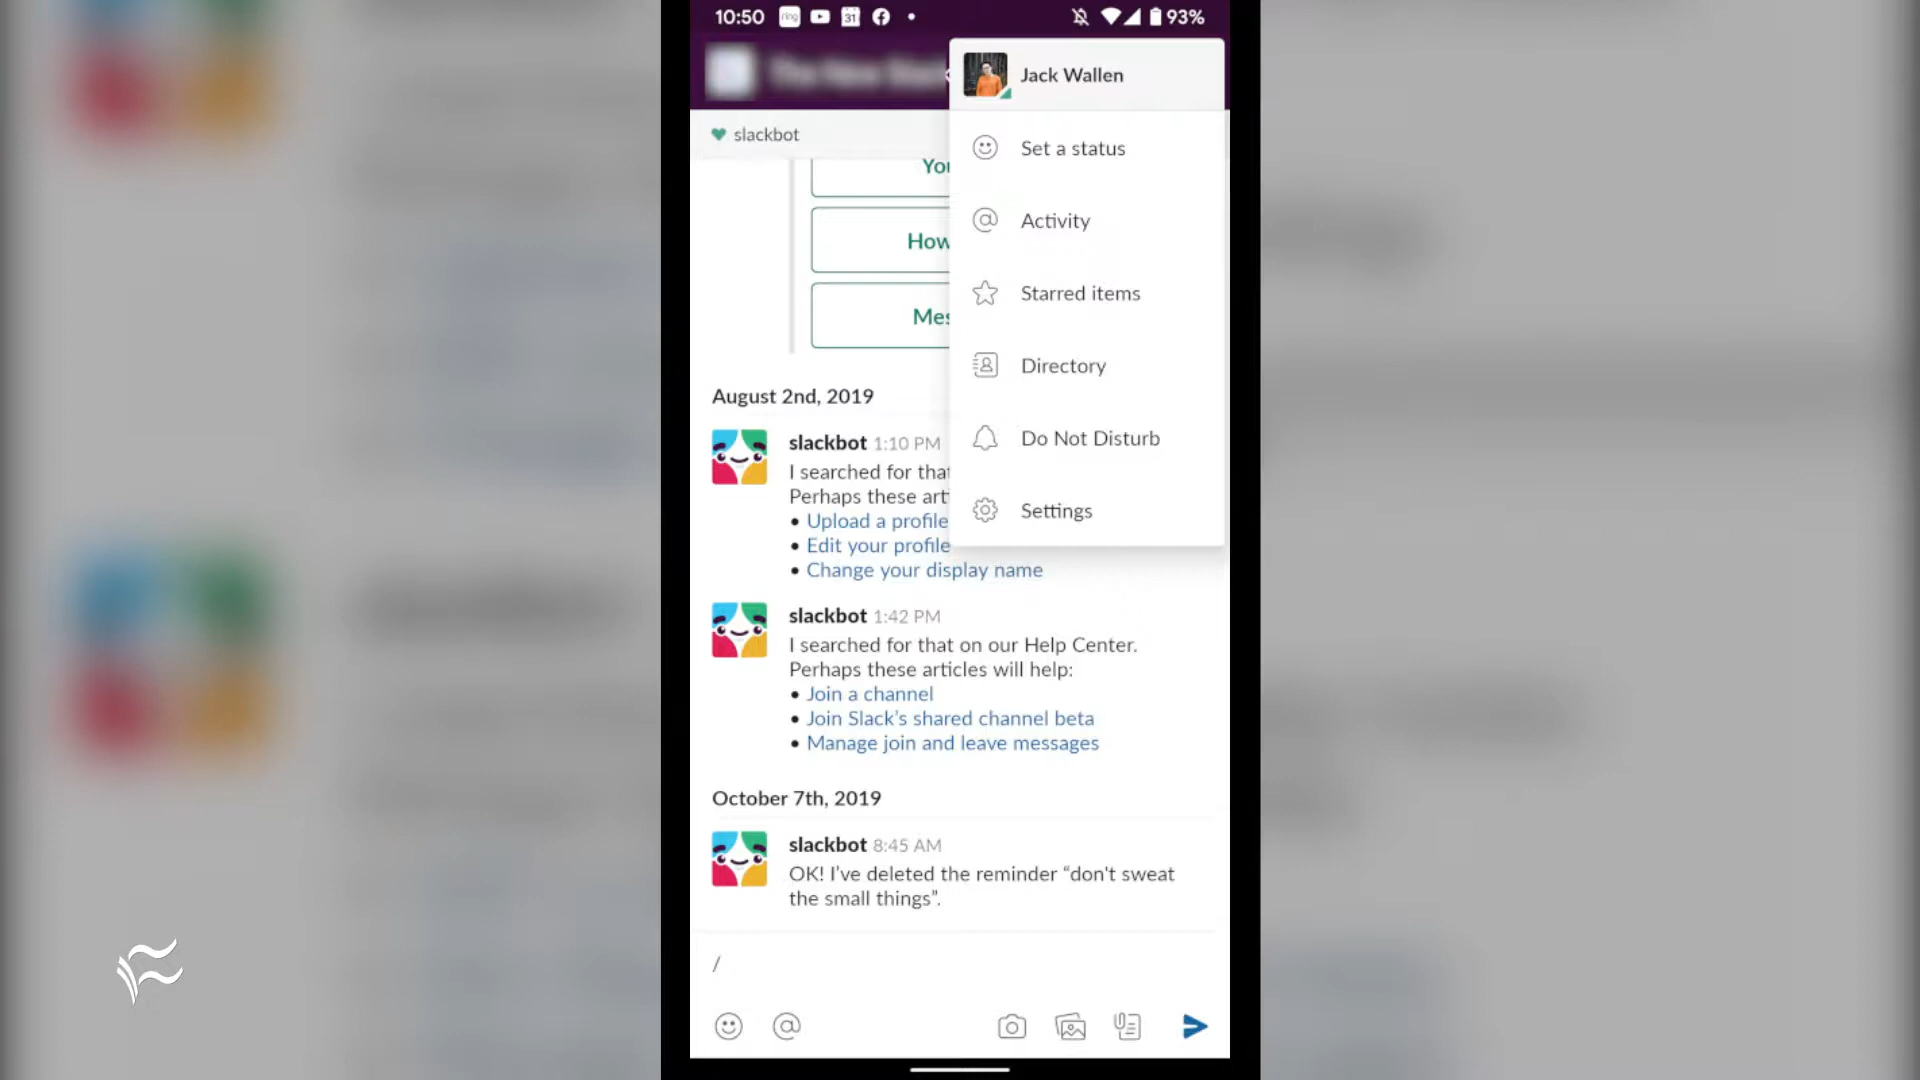 10:50
ring
31
93%
Jack Wallen
slackbot
Set a status
Activity
Starred items
Directory
Do Not Disturb
Settings
How
August 2nd, 2019
slackbot 1:10 PM
I searched for that
Perhaps these
• Upload a profile
• Edit your profile
• Change your display name
slackbot 1:42 PM
I searched for that on our Help Center.
Perhaps these articles will help:
• Join a channel
• Join Slack's shared channel beta
• Manage join and leave messages
October 7th, 2019
slackbot 8:45 AM
OK! I've deleted the reminder “don't sweat
the small things”.
/